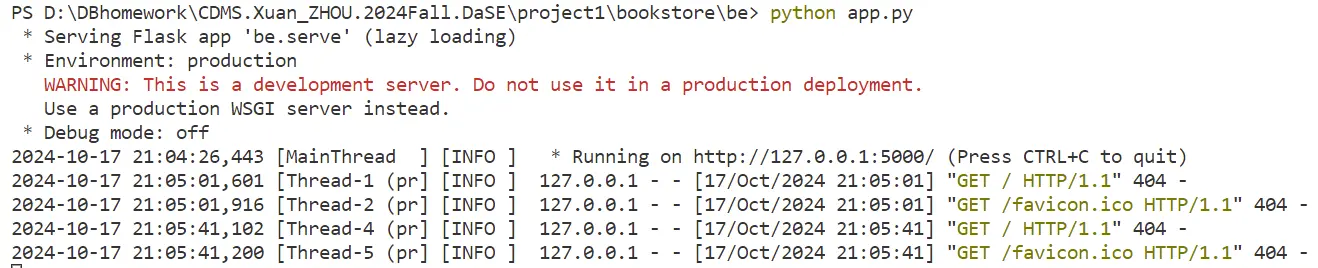 PS D:\DBhomework\CDMS.Xuan_ZHOU.2024Fall.DaSE\project1\bookstore\be> python app.py
 * Serving Flask app 'be.serve' (lazy loading)
 * Environment: production
   WARNING: This is a development server. Do not use it in a production deployment.
   Use a production WSGI server instead.
 * Debug mode: off
2024-10-17 21:04:26,443 [MainThread  ] [INFO ]   * Running on http://127.0.0.1:5000/ (Press CTRL+C to quit)
2024-10-17 21:05:01,601 [Thread-1 (pr] [INFO ]  127.0.0.1 - - [17/Oct/2024 21:05:01] "GET / HTTP/1.1" 404 -
2024-10-17 21:05:01,916 [Thread-2 (pr] [INFO ]  127.0.0.1 - - [17/Oct/2024 21:05:01] "GET /favicon.ico HTTP/1.1" 404 -
2024-10-17 21:05:41,102 [Thread-4 (pr] [INFO ]  127.0.0.1 - - [17/Oct/2024 21:05:41] "GET / HTTP/1.1" 404 -
2024-10-17 21:05:41,200 [Thread-5 (pr] [INFO ]  127.0.0.1 - - [17/Oct/2024 21:05:41] "GET /favicon.ico HTTP/1.1" 404 -